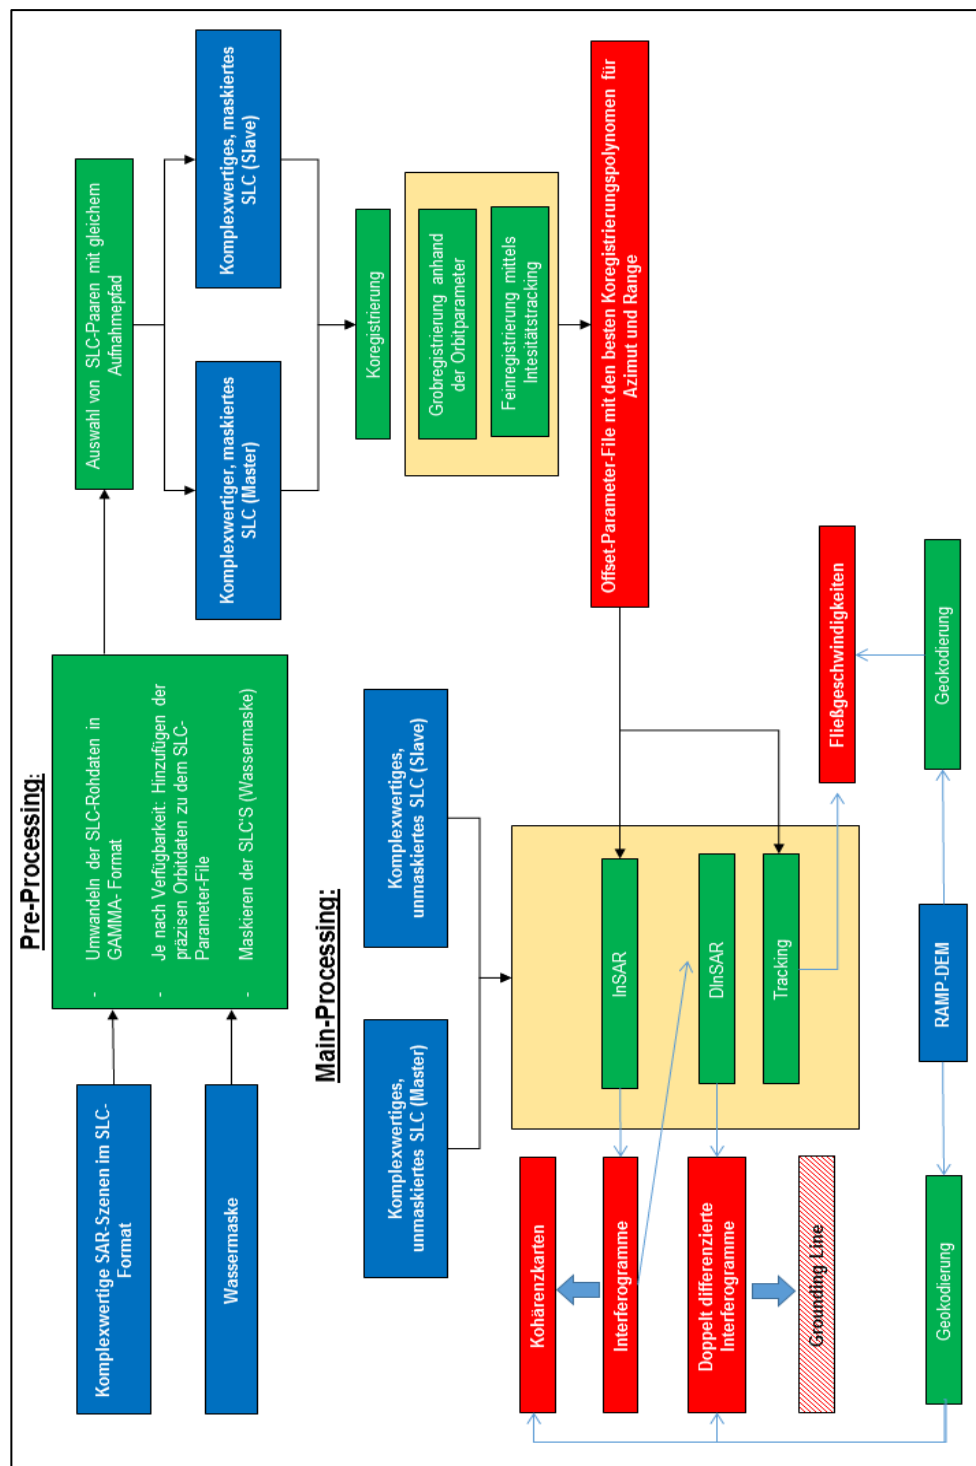 Pre-Processing:
Komplexwertige SAR-Szenen im SLC-
Format
Wassermaske
- Umwandeln der SLC-Rohdaten in
GAMMA- Format
- Je nach Verfügbarkeit: Hinzufügen der
präzisen Orbitdaten zu dem SLC-
Parameter-File
- Maskieren der SLC'S (Wassermaske)
Auswahl von SLC-Paaren mit gleichem
Aufnahmepfad
Komplexwertiger, maskiertes
SLC (Master)
Komplexwertiges, maskiertes
SLC (Slave)
Koregistrierung
Grobregistrierung anhand
der Orbitparameter
Feinregistrierung mittels
Intesitätstracking
Offset-Parameter-File mit den besten Koregistrierungspolynomen für
Azimut und Range
Main-Processing:
Komplexwertiges,
unmaskiertes SLC (Master)
Komplexwertiges,
unmaskiertes SLC (Slave)
InSAR
DInSAR
Tracking
Kohärenzkarten
Interferogramme
Doppelt differenzierte
Interferogramme
Grounding Line
Fließgeschwindigkeiten
Geokodierung
RAMP-DEM
Geokodierung